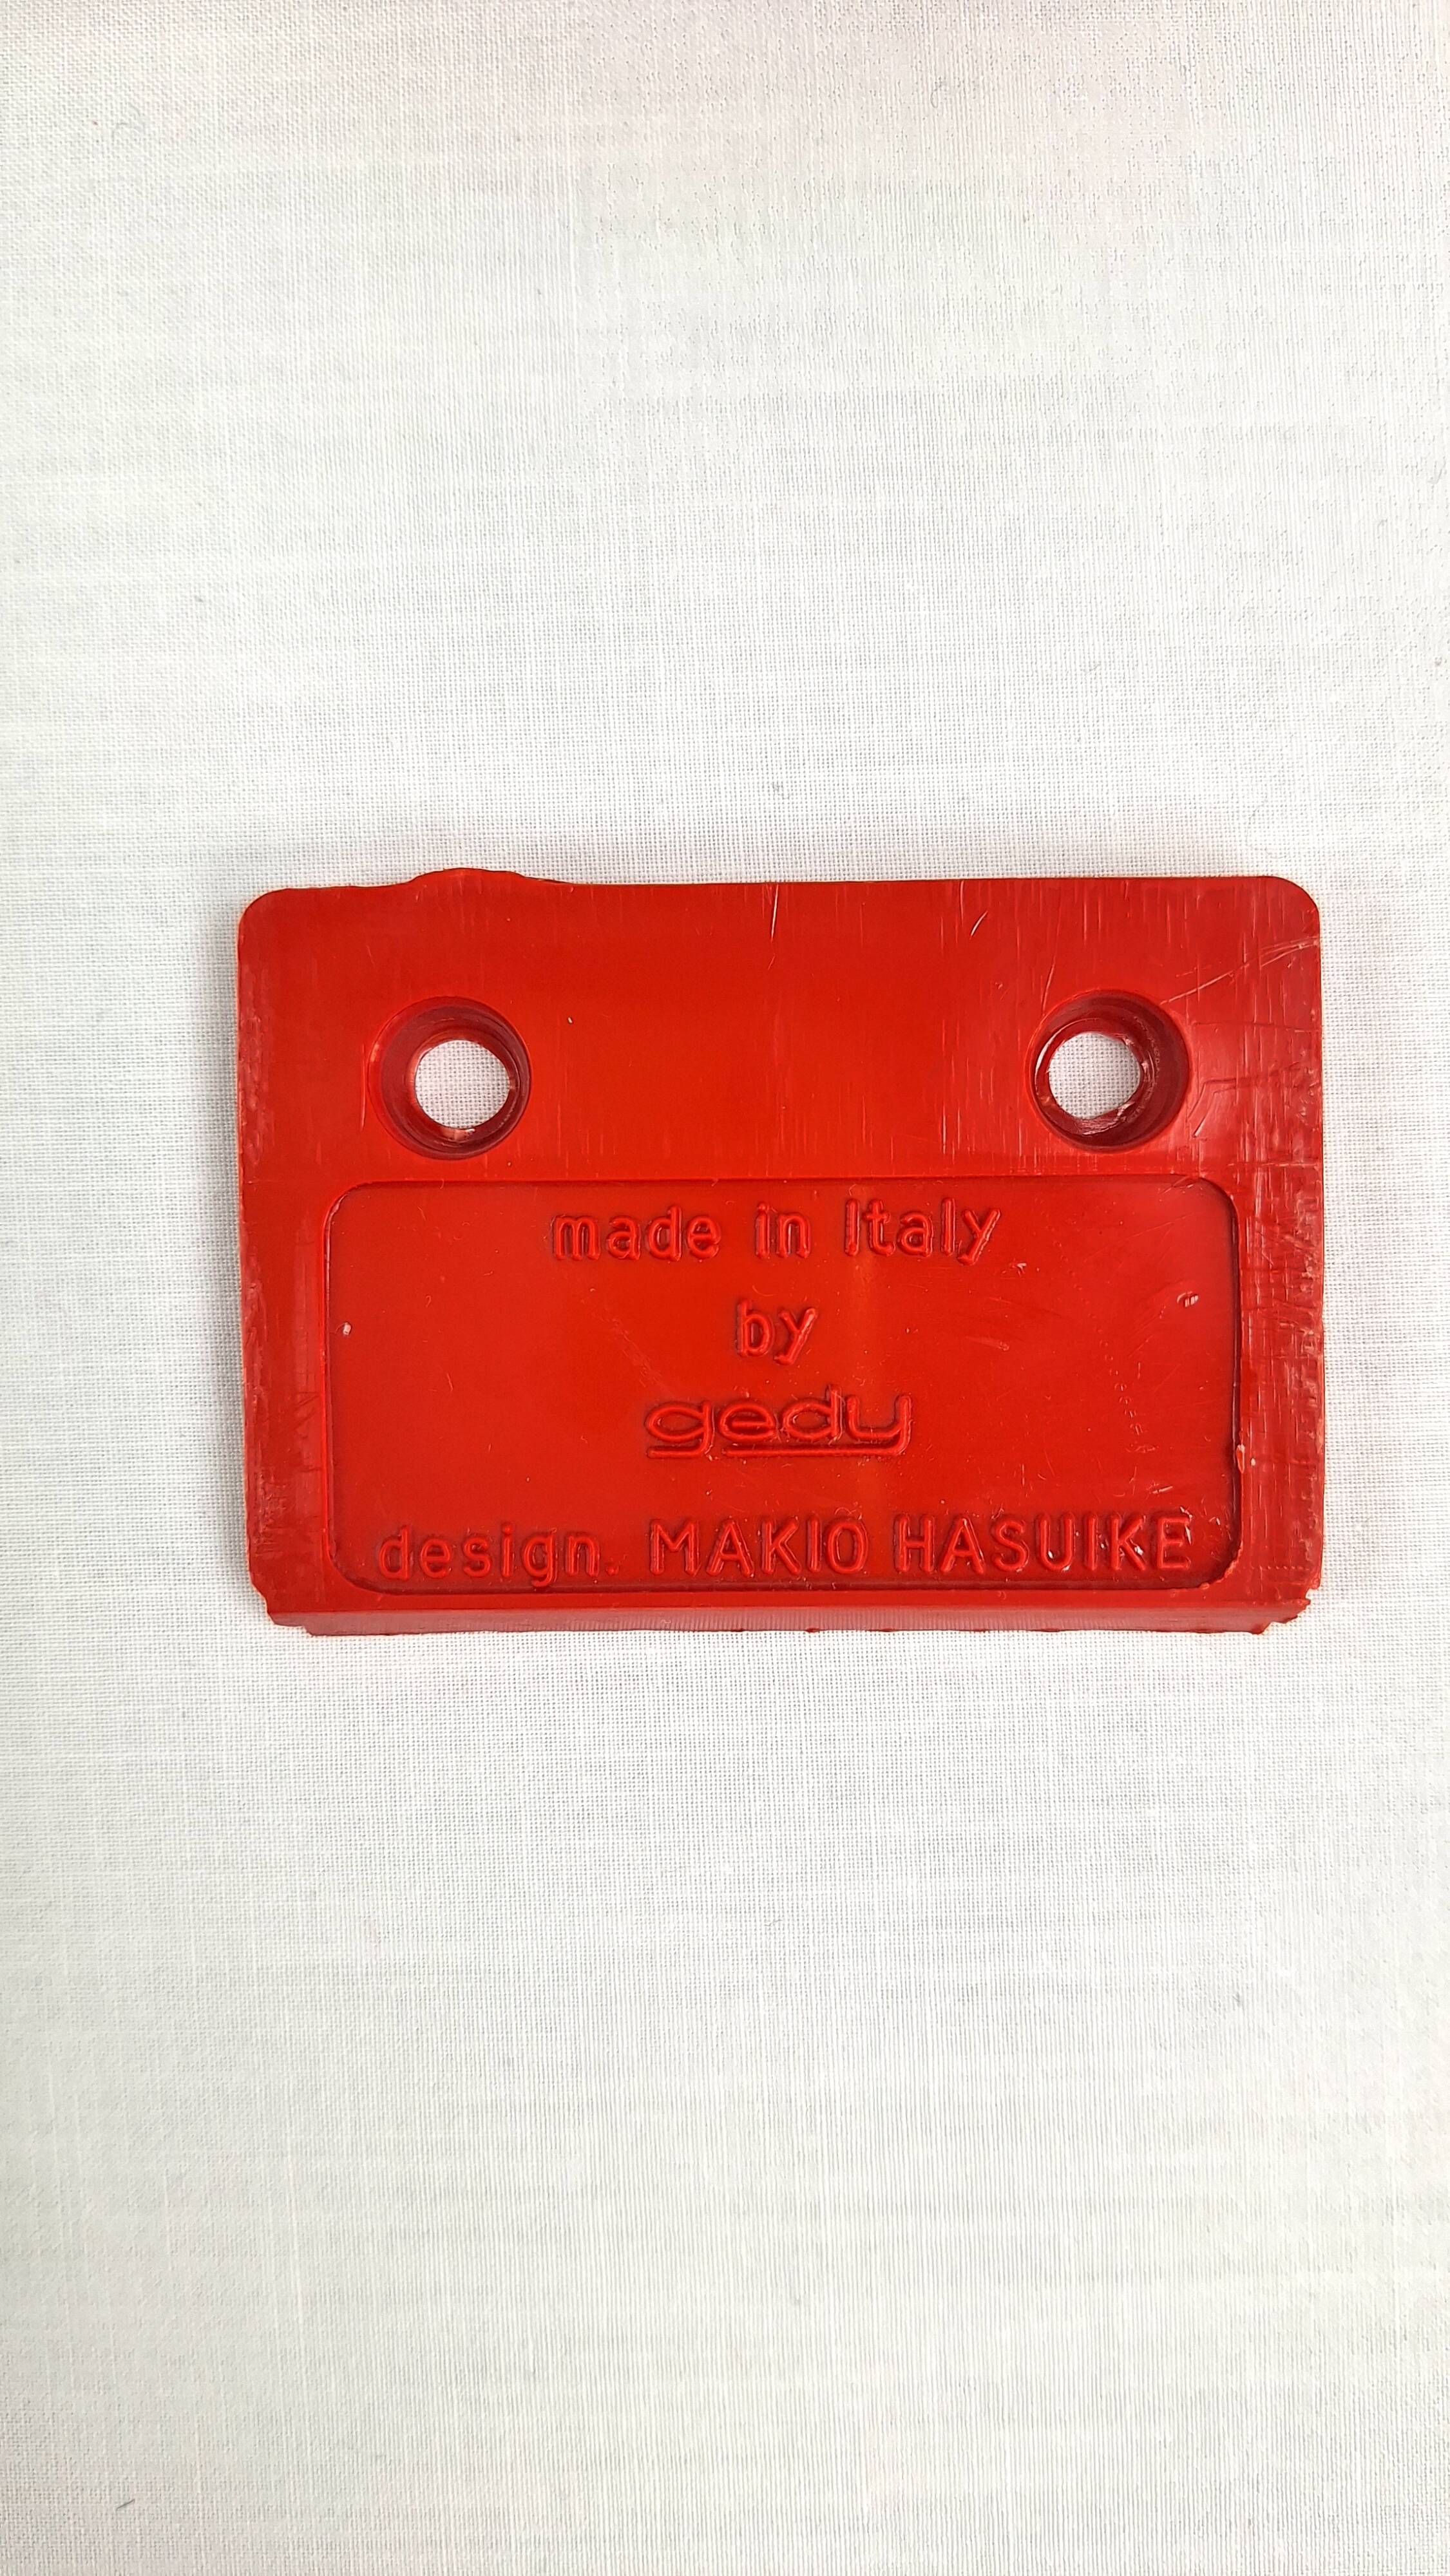 made in Italy
by
gedy
design. MAKIO HASUIKE